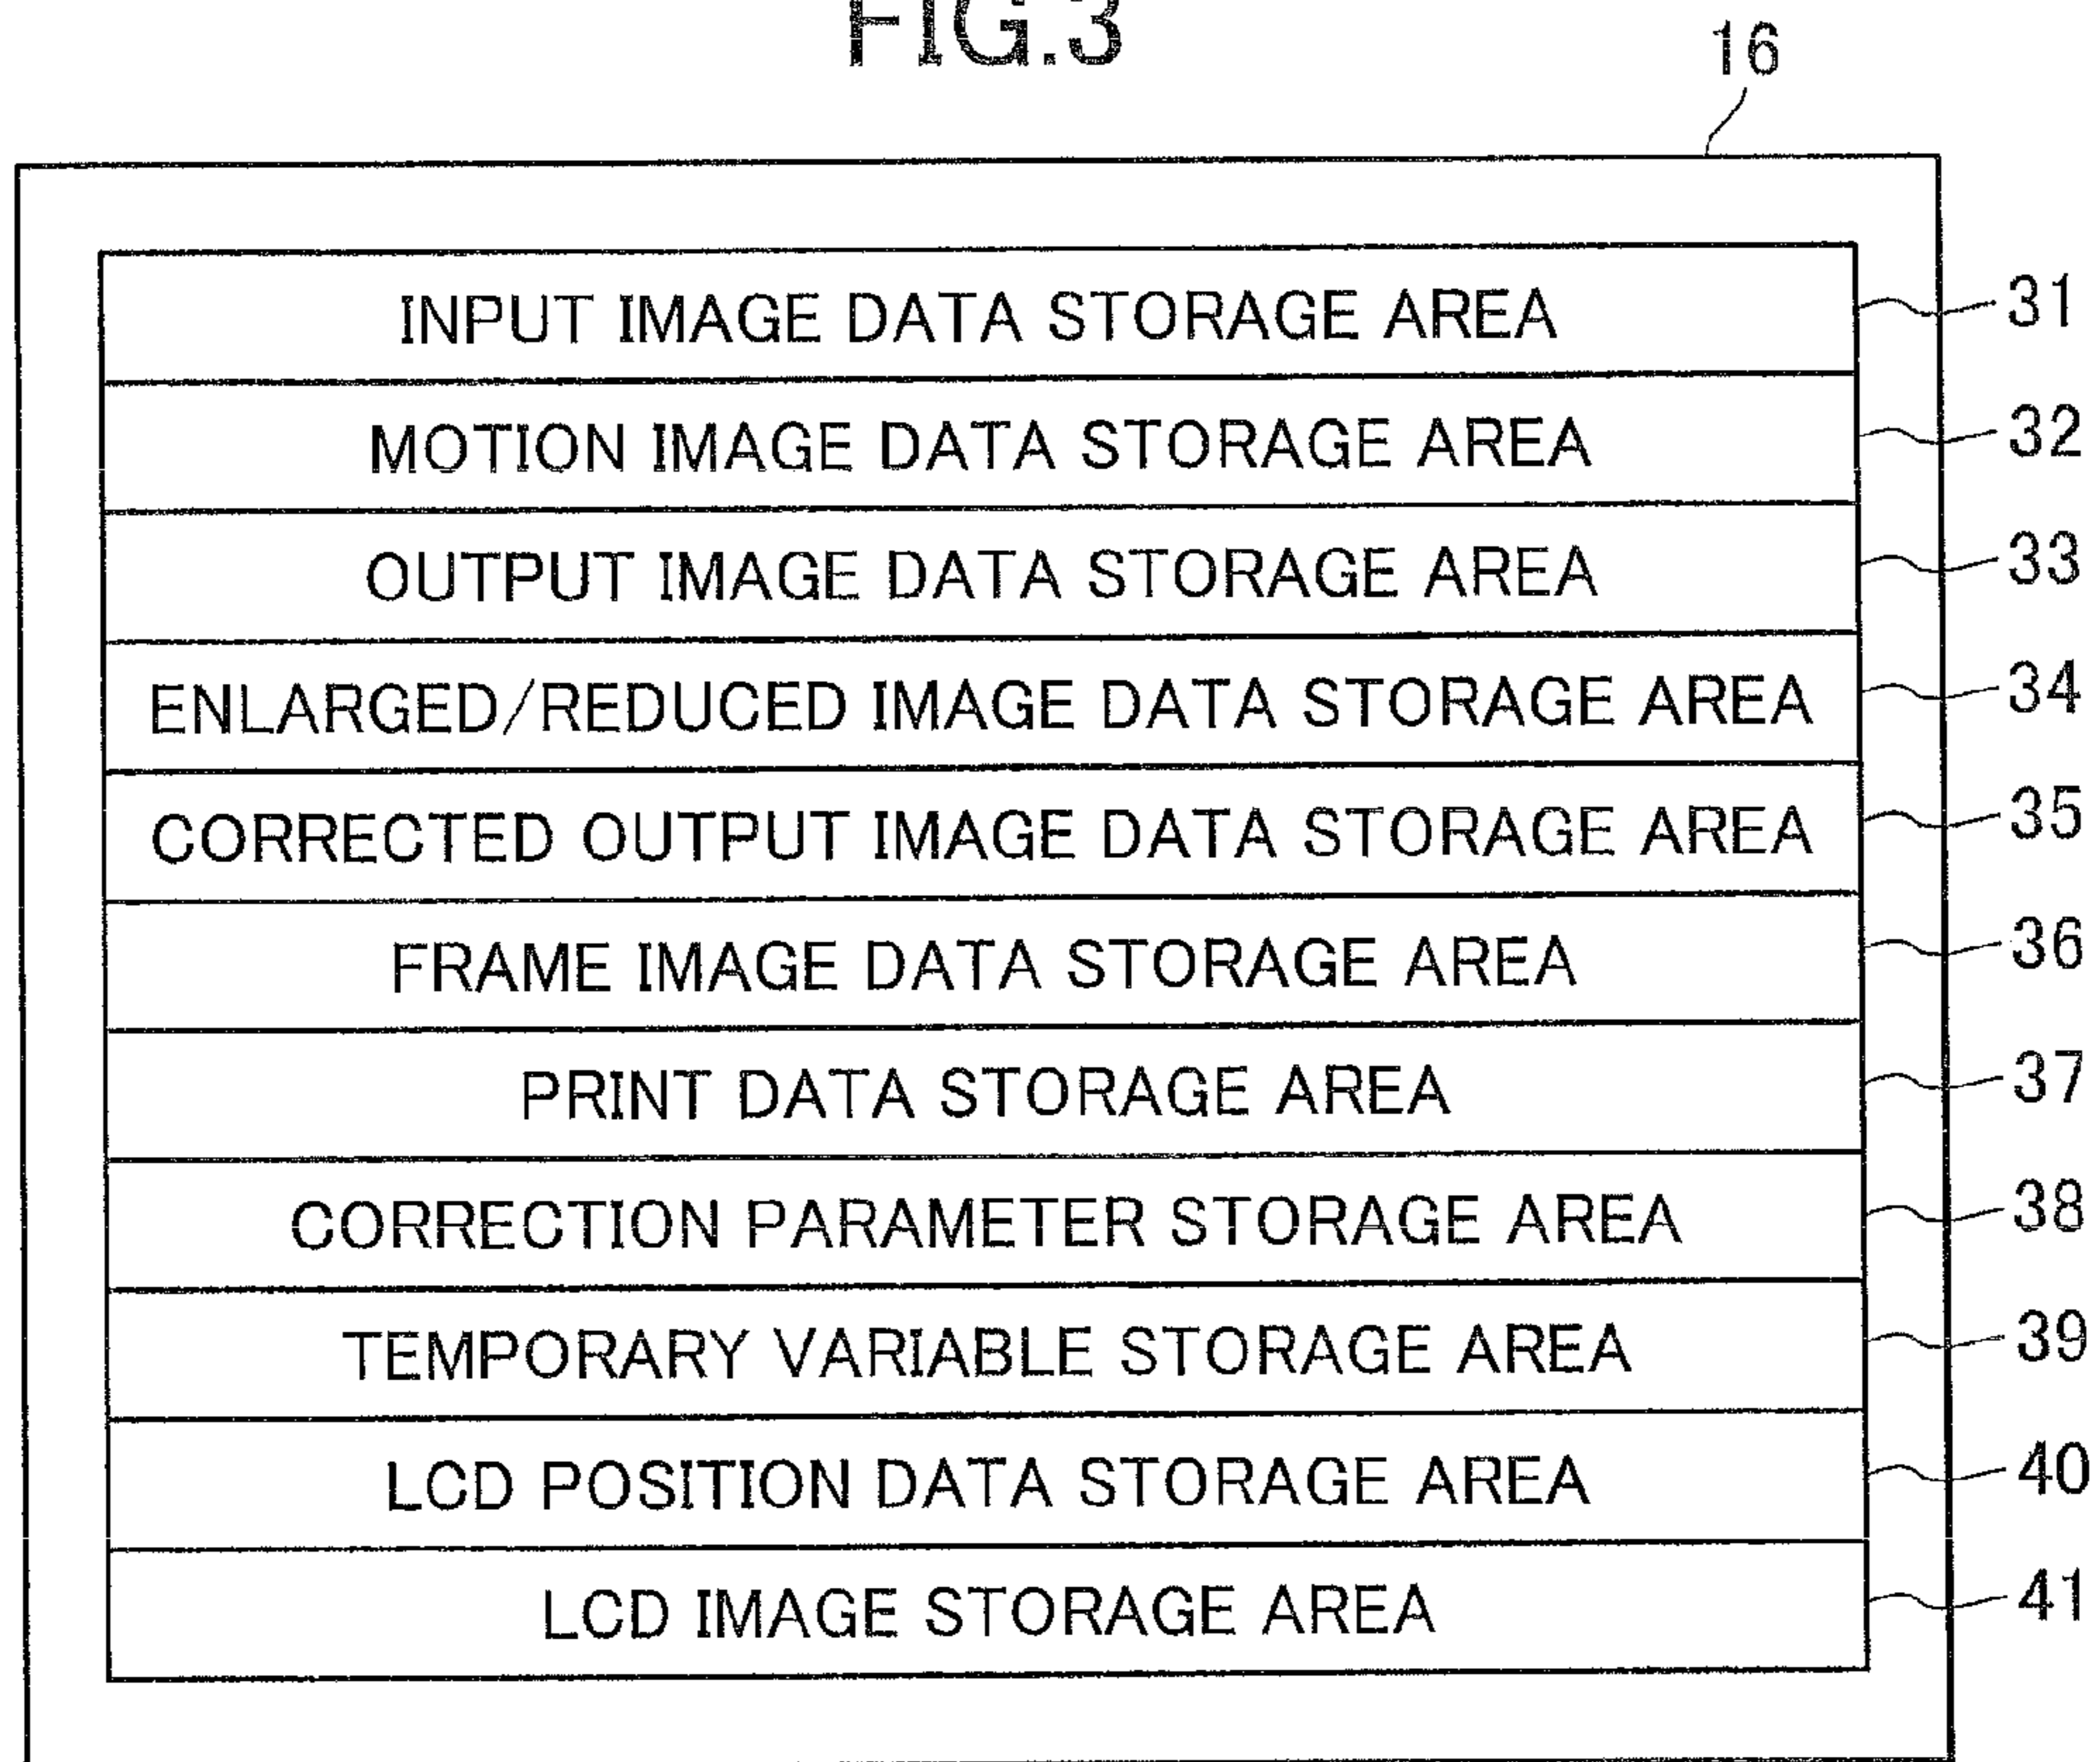 FIG.3
16
INPUT IMAGE DATA STORAGE AREA 31
MOTION IMAGE DATA STORAGE AREA 32
OUTPUT IMAGE DATA STORAGE AREA 33
ENLARGED/REDUCED IMAGE DATA STORAGE AREA 34
CORRECTED OUTPUT IMAGE DATA STORAGE AREA 35
FRAME IMAGE DATA STORAGE AREA 36
PRINT DATA STORAGE AREA 37
CORRECTION PARAMETER STORAGE AREA 38
TEMPORARY VARIABLE STORAGE AREA 39
LCD POSITION DATA STORAGE AREA 40
LCD IMAGE STORAGE AREA 41